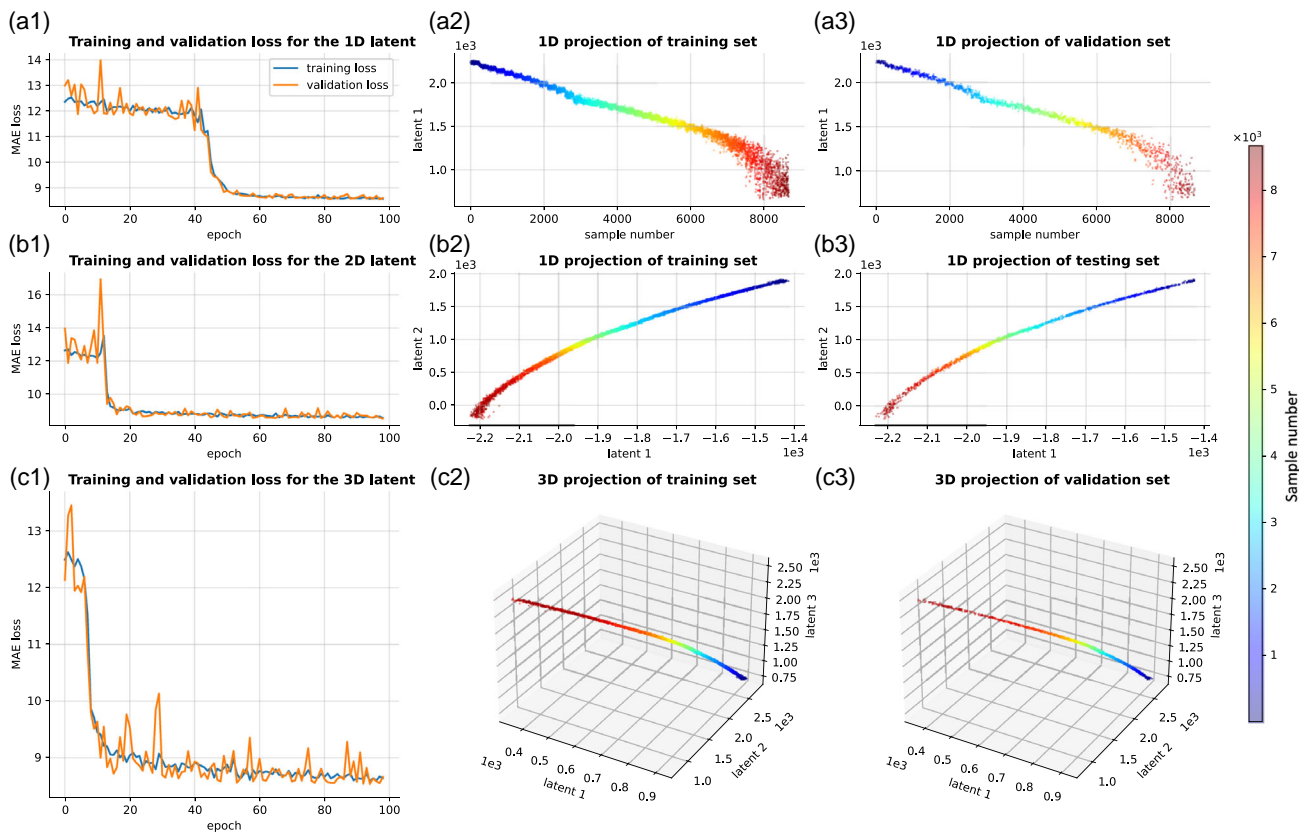 (a1)
Training and validation loss for the 1D latent
14
13
12
11
10
9
MAE loss
training loss
validation loss
0 20 40 60 80 100
epoch
(a2)
1D projection of training set
1e3
2.0
1.5
1.0
latent 1
0 2000 4000 6000 8000
sample number
(a3)
1D projection of validation set
1e3
2.0
1.5
1.0
latent 1
0 2000 4000 6000 8000
sample number
(b1)
Training and validation loss for the 2D latent
16
14
12
10
MAE loss
0 20 40 60 80 100
epoch
(b2)
1D projection of training set
1e3
2.0
1.5
1.0
0.5
0.0
latent 2
−2.2 −2.1 −2.0 −1.9 −1.8 −1.7 −1.6 −1.5 −1.4
latent 1
1e3
(b3)
1D projection of testing set
1e3
2.0
1.5
1.0
0.5
0.0
latent 2
−2.2 −2.1 −2.0 −1.9 −1.8 −1.7 −1.6 −1.5 −1.4
latent 1
1e3
(c1)
Training and validation loss for the 3D latent
13
12
11
10
9
MAE loss
0 20 40 60 80 100
epoch
(c2)
3D projection of training set
1e3
2.50
2.25
2.00
1.75
1.50
1.25
1.00
0.75
latent 3
2.5
2.0
1.5
1.0
1e3
latent 2
0.4 0.5 0.6 0.7 0.8 0.9
1e3
latent 1
(c3)
3D projection of validation set
1e3
2.50
2.25
2.00
1.75
1.50
1.25
1.00
0.75
latent 3
2.5
2.0
1.5
1.0
1e3
latent 2
0.4 0.5 0.6 0.7 0.8 0.9
1e3
latent 1
×10³
8
7
6
5
4
3
2
1
Sample number